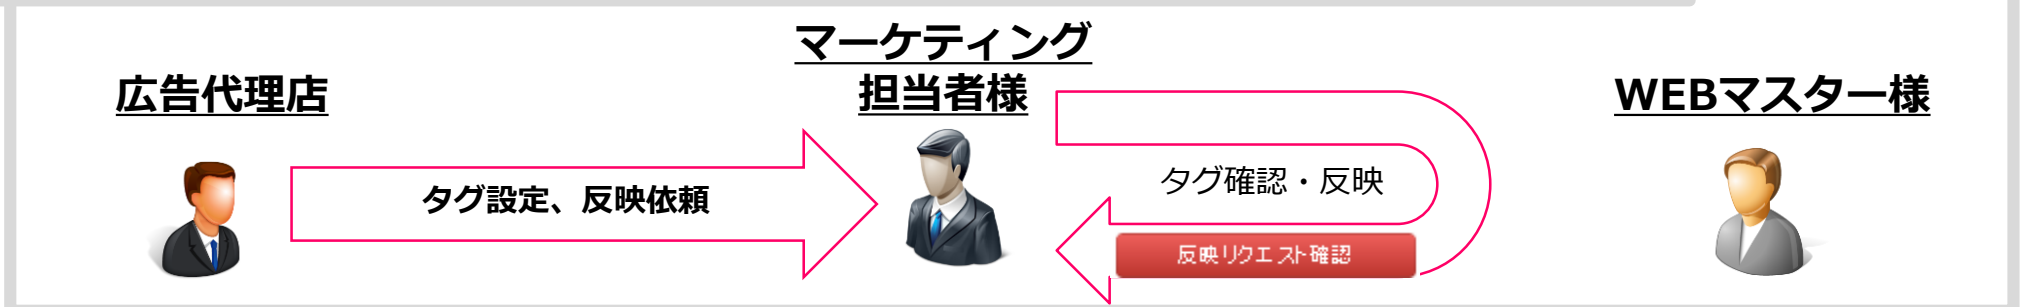 広告代理店
マーケティング
担当者様
WEBマスター様
タグ設定、反映依頼
タグ確認・反映
反映リクエスト確認